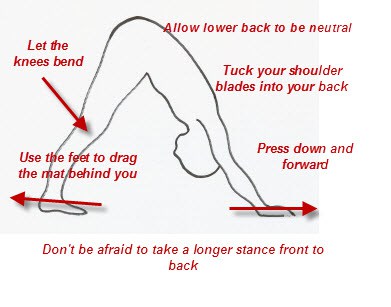 Allow lower back to be neutral
Let the
knees bend
Tuck your shoulder
blades into your back
Use the feet to drag
the mat behind you
Press down and
forward
Don't be afraid to take a longer stance front to
back